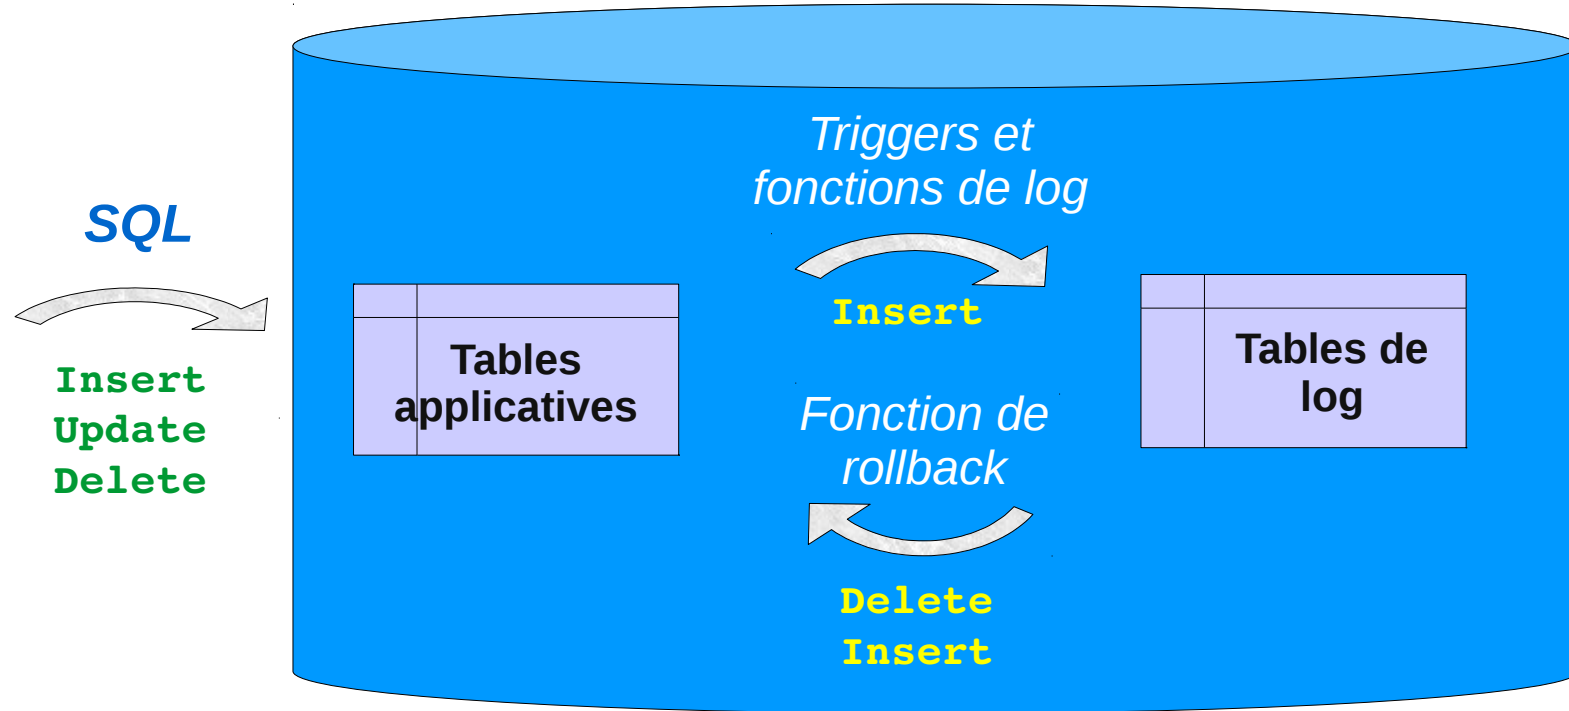 SQL
Insert
Update
Delete
Tables
applicatives
Triggers et
fonctions de log
Insert
Fonction de
rollback
Delete
Insert
Tables de
log